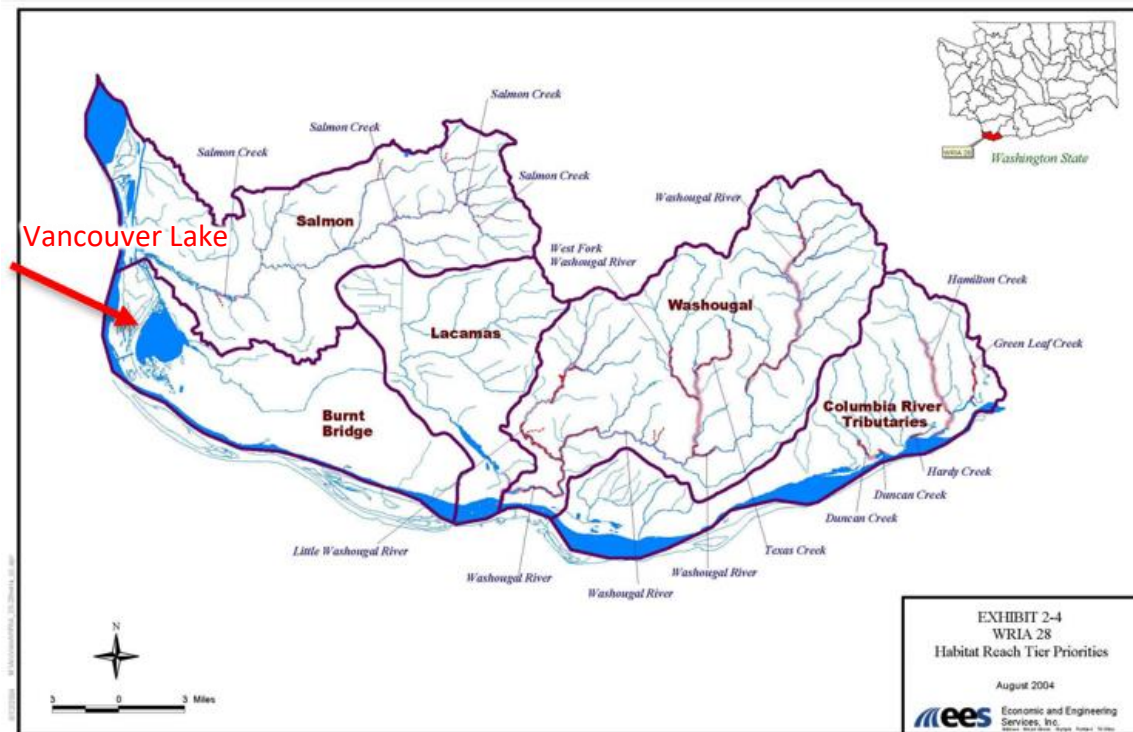 Salmon Creek
Salmon Creek
Salmon Creek
Salmon Creek
Salmon Creek
Salmon
WRIA 28
Washington State
Vancouver Lake
Washougal River
West Fork
Washougal River
Washougal
Hamilton Creek
Green Leaf Creek
Lacamas
Burnt
Bridge
Columbia River
Tributaries
Hardy Creek
Duncan Creek
Duncan Creek
Texas Creek
Little Washougal River
Washougal River
Washougal River
Washougal River
N
3 0 3 Miles
EXHIBIT 2-4
WRIA 28
Habitat Reach Tier Priorities
August 2004
ees
Economic and Engineering
Services, Inc.